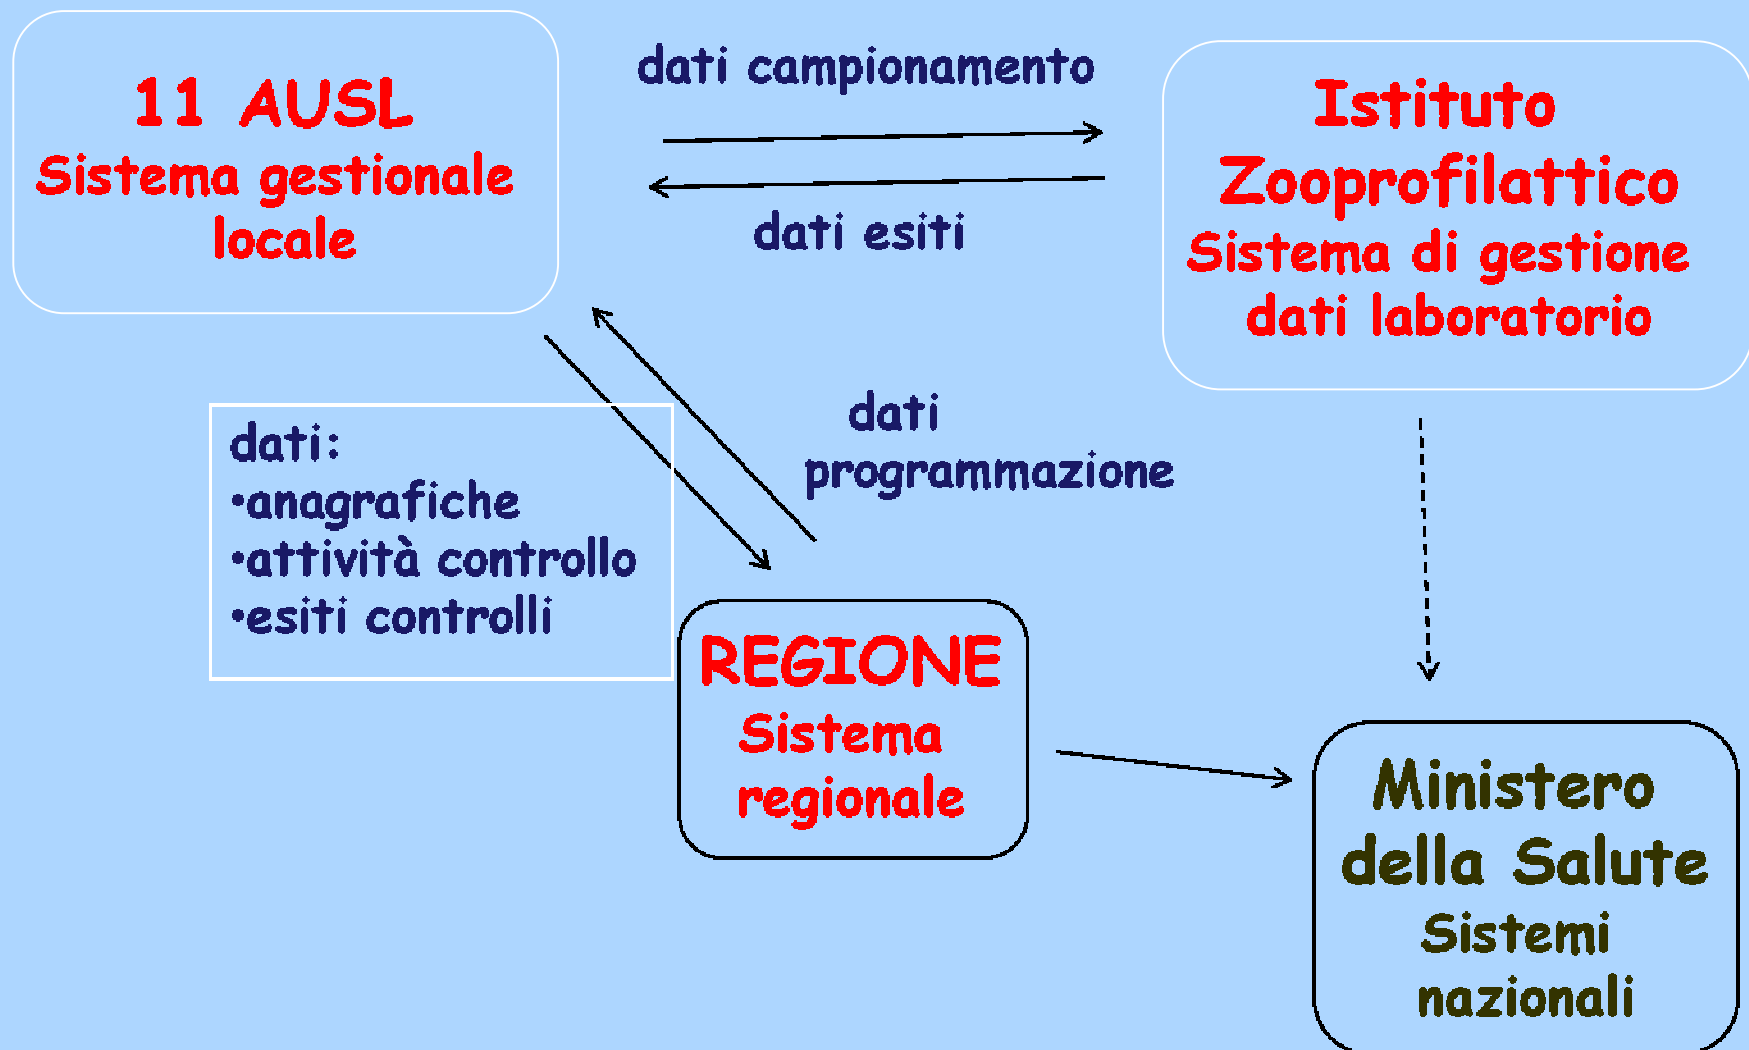 11 AUSL
Sistema gestionale
locale
dati campionamento
dati esiti
Istituto
Zooprofilattico
Sistema di gestione
dati laboratorio
dati:
•anagrafiche
•attività controllo
•esiti controlli
dati
programmazione
REGIONE
Sistema
regionale
Ministero
della Salute
Sistemi
nazionali